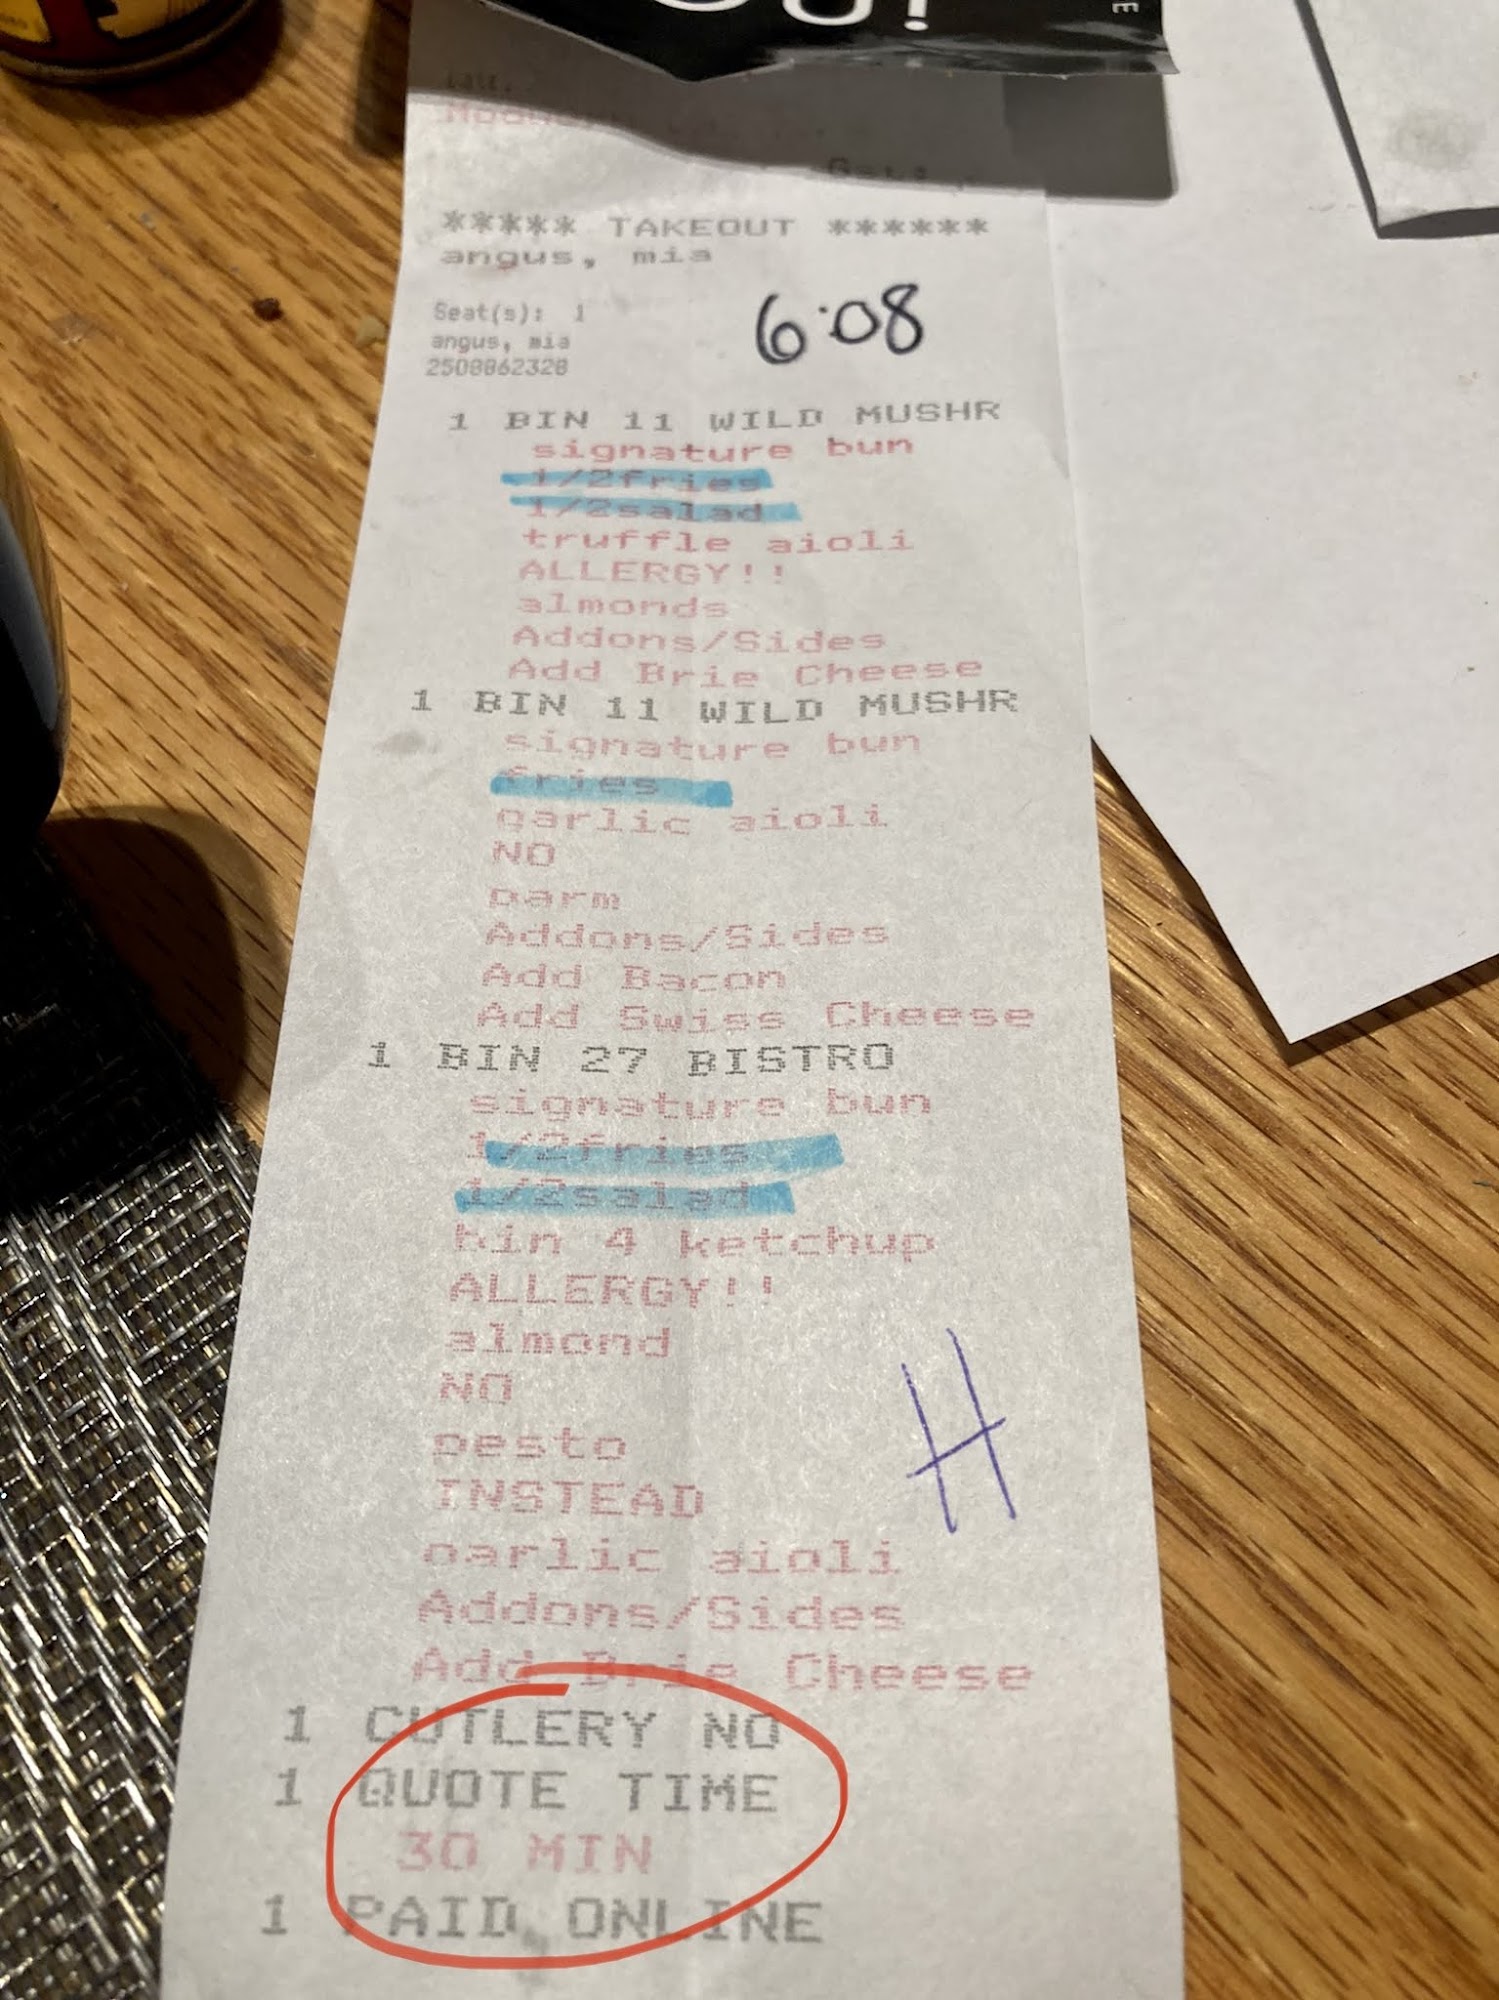 ***** TAKEOUT ******
angus, mia
6:08
Seat(s): 1
angus, mia
2508862328
1 BIN 11 WILD MUSHR
signature bun
1/2fries
1/2salad
truffle aioli
ALLERGY!!
almonds
Addons/Sides
Add Brie Cheese
1 BIN 11 WILD MUSHR
signature bun
fries
garlic aioli
NO
parm
Addons/Sides
Add Bacon
Add Swiss Cheese
1 BIN 27 BISTRO
signature bun
1/2fries
1/2salad
bin 4 ketchup
ALLERGY!!
almond
NO
pesto
INSTEAD
garlic aioli
Addons/Sides
Add Brie Cheese
H
1 CUTLERY NO
1 QUOTE TIME
30 MIN
1 PAID ONLINE